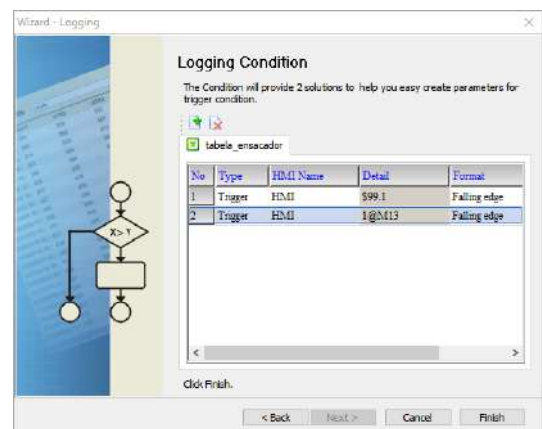 Wizard - Logging
Logging Condition
The Condition will provide 2 solutions to help you easy create parameters for
trigger condition.
tabela_ensacador
No Type HMI Name Detail Format
1 Trigger HMI $99.1 Falling edge
2 Trigger HMI 1@M13 Falling edge
X> Y
Click Finish.
< Back Next > Cancel Finish